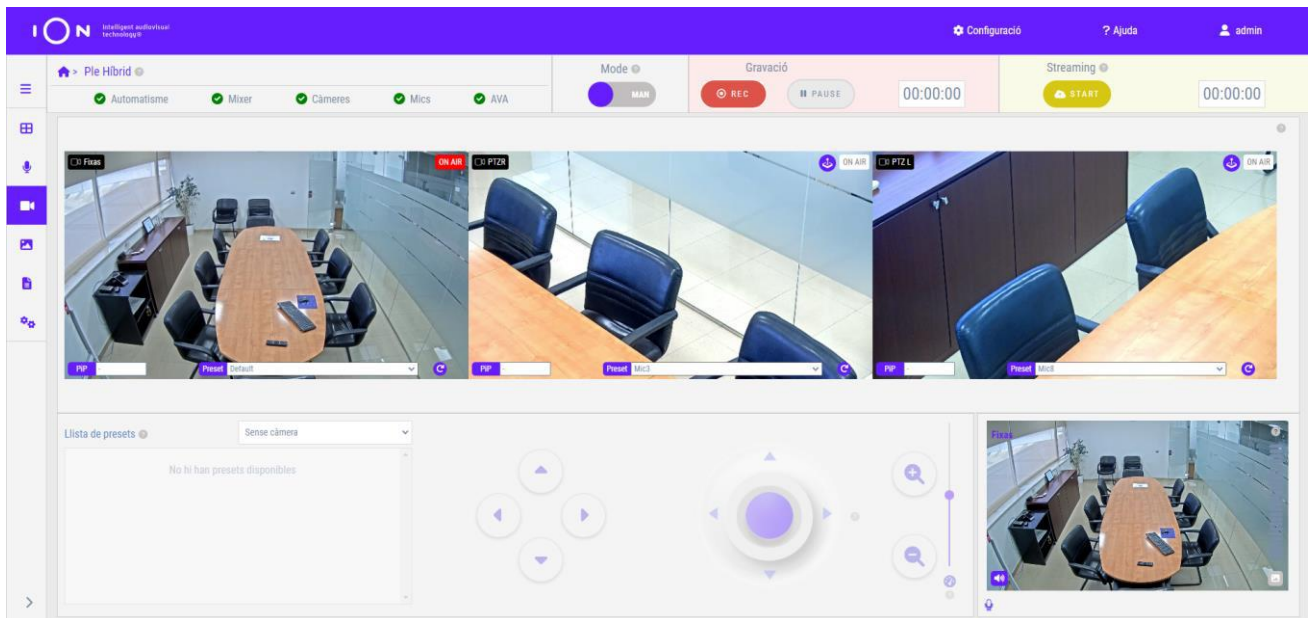 ION Intelligent audiovisual
technology®
Configuració
? Ajuda
admin
> Ple Híbrid
Automatisme
Mixer
Càmeres
Mics
AVA
Mode
MAN
Gravació
REC
PAUSE
00:00:00
Streaming
START
00:00:00
Fixas
ON AIR
PTZR
ON AIR
PTZ L
ON AIR
PiP -
Preset Default
PiP -
Preset Mic3
PiP -
Preset Mic8
Llista de presets
Sense càmera
No hi han presets disponibles
Fixas